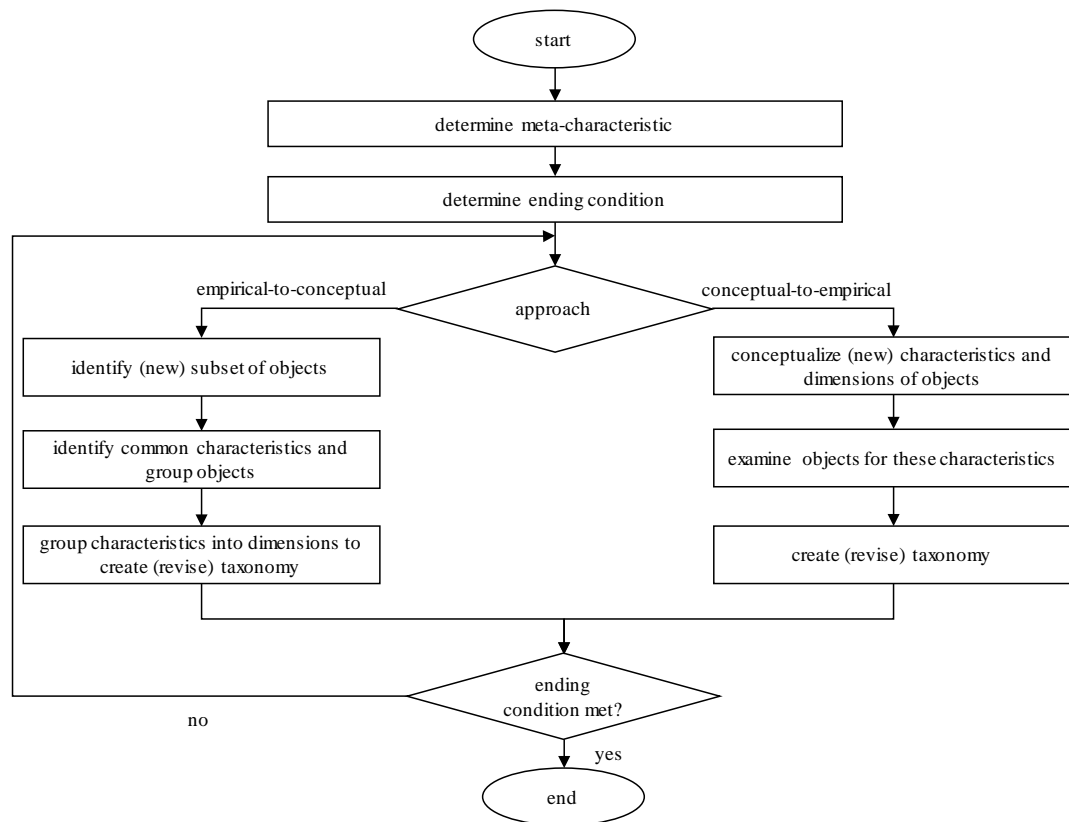 start
determine meta-characteristic
determine ending condition
empirical-to-conceptual
approach
conceptual-to-empirical
identify (new) subset of objects
identify common characteristics and
group objects
group characteristics into dimensions to
create (revise) taxonomy
conceptualize (new) characteristics and
dimensions of objects
examine objects for these characteristics
create (revise) taxonomy
ending
condition met?
no
yes
end